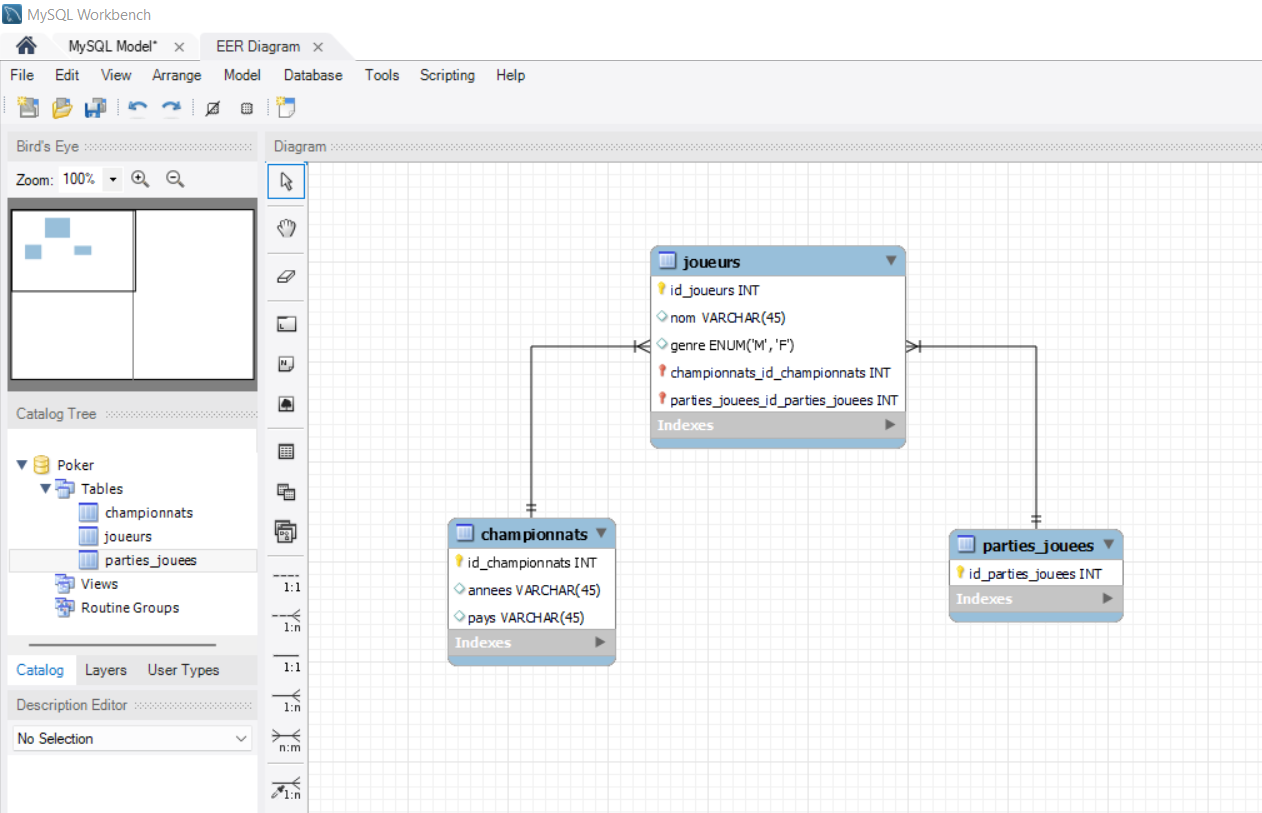 MySQL Workbench
MySQL Model* EER Diagram
File Edit View Arrange Model Database Tools Scripting Help
Bird's Eye
Zoom: 100%
Catalog Tree
Poker
Tables
championnats
joueurs
parties_jouees
Views
Routine Groups
Catalog Layers User Types
Description Editor
No Selection
Diagram
N
1:1
1:n
1:1
1:n
n:m
1:n
joueurs
id_joueurs INT
nom VARCHAR(45)
genre ENUM('M', 'F')
championnats_id_championnats INT
parties_jouees_id_parties_jouees INT
Indexes
championnats
id_championnats INT
annees VARCHAR(45)
pays VARCHAR(45)
Indexes
parties_jouees
id_parties_jouees INT
Indexes